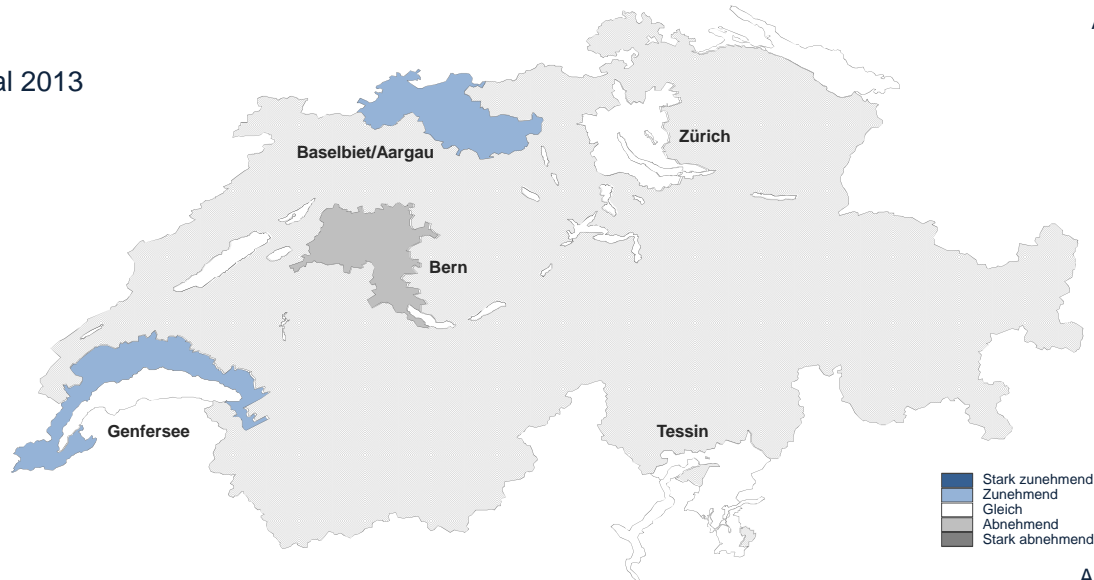 al 2013
Zürich
Baselbiet/Aargau
Bern
Genfersee
Tessin
Stark zunehmend
Zunehmend
Gleich
Abnehmend
Stark abnehmend
A